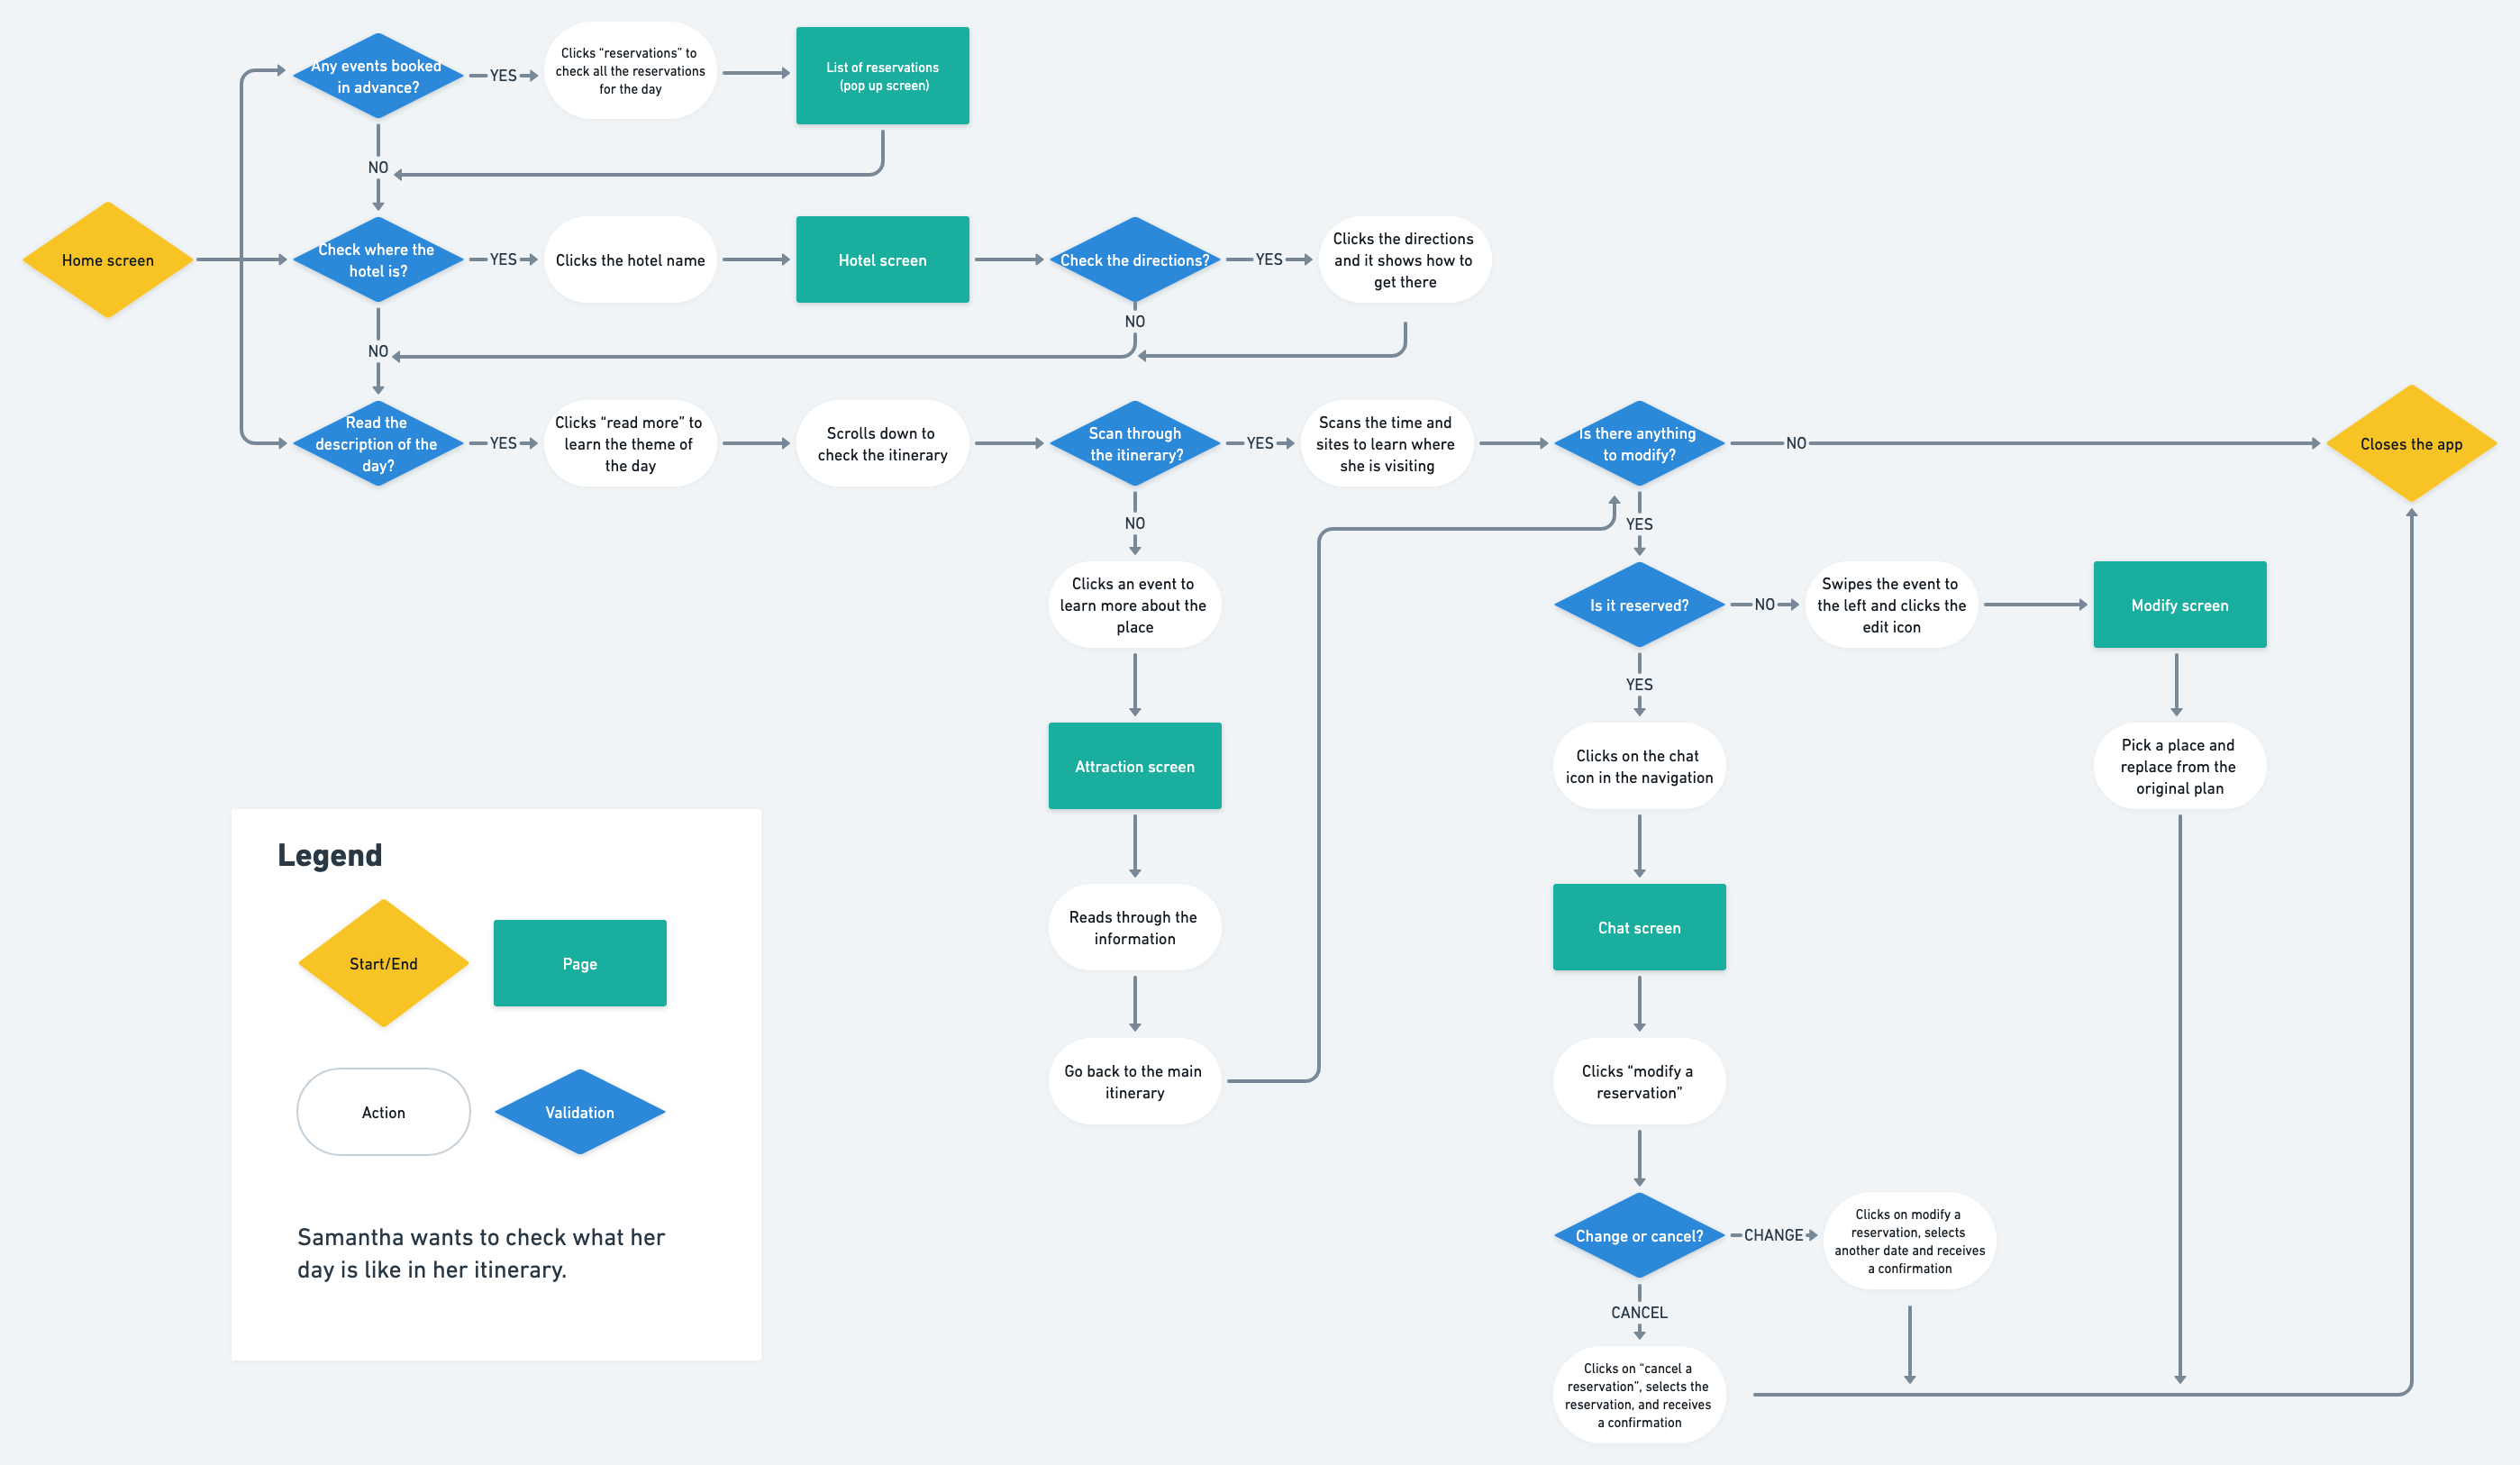 Any events booked
in advance?
YES
Clicks “reservations” to
check all the reservations
for the day
List of reservations
(pop up screen)
NO
Home screen
Check where the
hotel is?
YES
Clicks the hotel name
Hotel screen
Check the directions?
YES
Clicks the directions
and it shows how to
get there
NO
NO
Read the
description of the
day?
YES
Clicks “read more” to
learn the theme of
the day
Scrolls down to
check the itinerary
Scan through
the itinerary?
YES
Scans the time and
sites to learn where
she is visiting
Is there anything
to modify?
NO
Closes the app
NO
YES
Clicks an event to
learn more about the
place
Is it reserved?
NO
Swipes the event to
the left and clicks the
edit icon
Modify screen
YES
Attraction screen
Clicks on the chat
icon in the navigation
Pick a place and
replace from the
original plan
Reads through the
information
Chat screen
Go back to the main
itinerary
Clicks “modify a
reservation”
Change or cancel?
CHANGE
Clicks on modify a
reservation, selects
another date and receives
a confirmation
CANCEL
Clicks on “cancel a
reservation”, selects the
reservation, and receives
a confirmation
Legend
Start/End
Page
Action
Validation
Samantha wants to check what her
day is like in her itinerary.